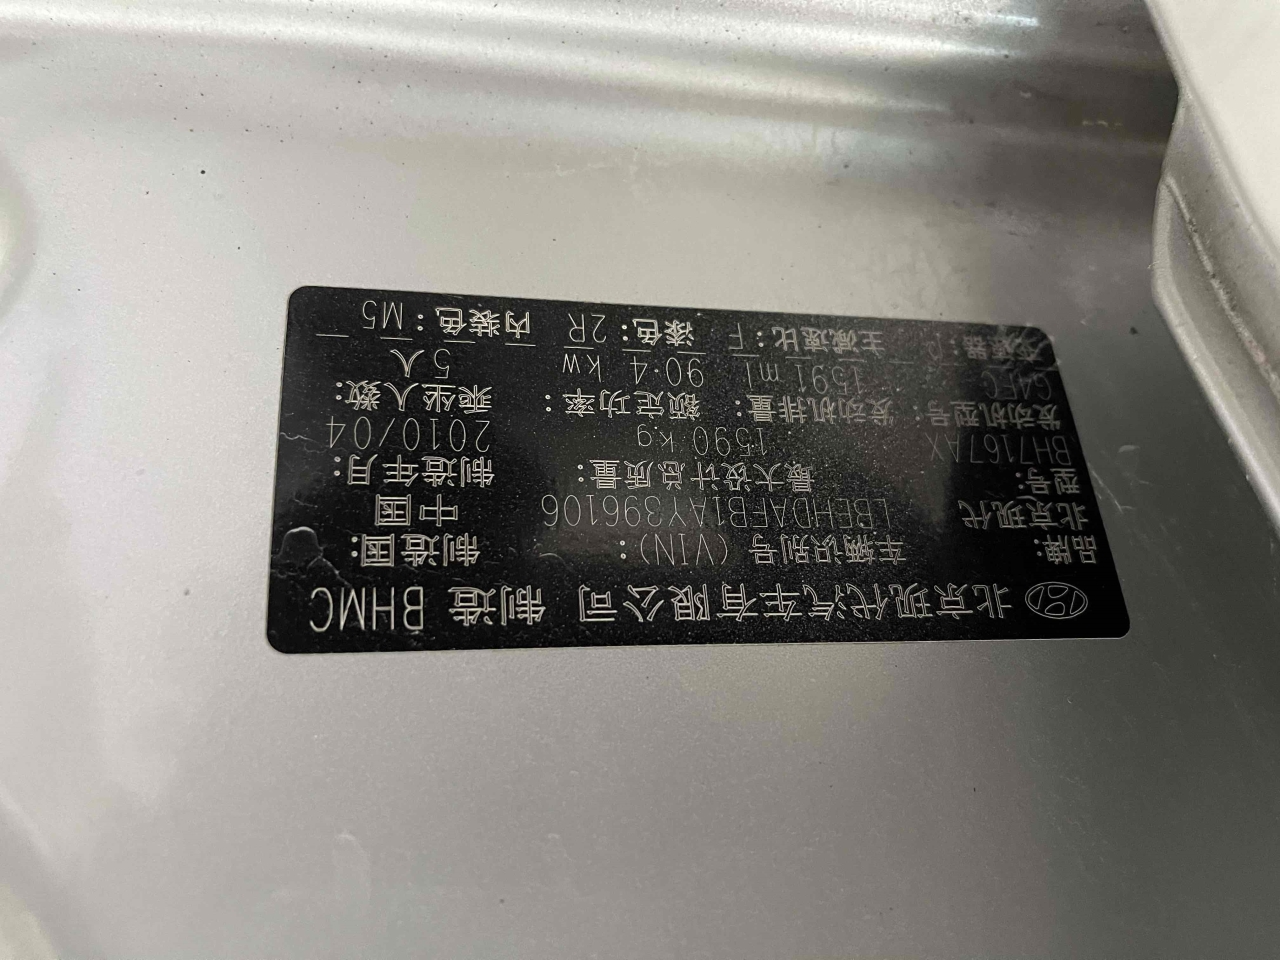 北京现代汽车有限公司 制造 BHMC
品牌: 车辆识别号 (VIN): 制造国:
北京现代 LBEHDAFB1AY396106 中国
型号: 最大设计总质量: 制造年月:
BH7167AX 1590 kg 2010/04
发动机型号 发动机排量: 额定功率: 乘坐人数:
G4FC 1591 ml 90.4 kw 5人
变速器: 主减速比: F 漆色: 2R 内装色: M5